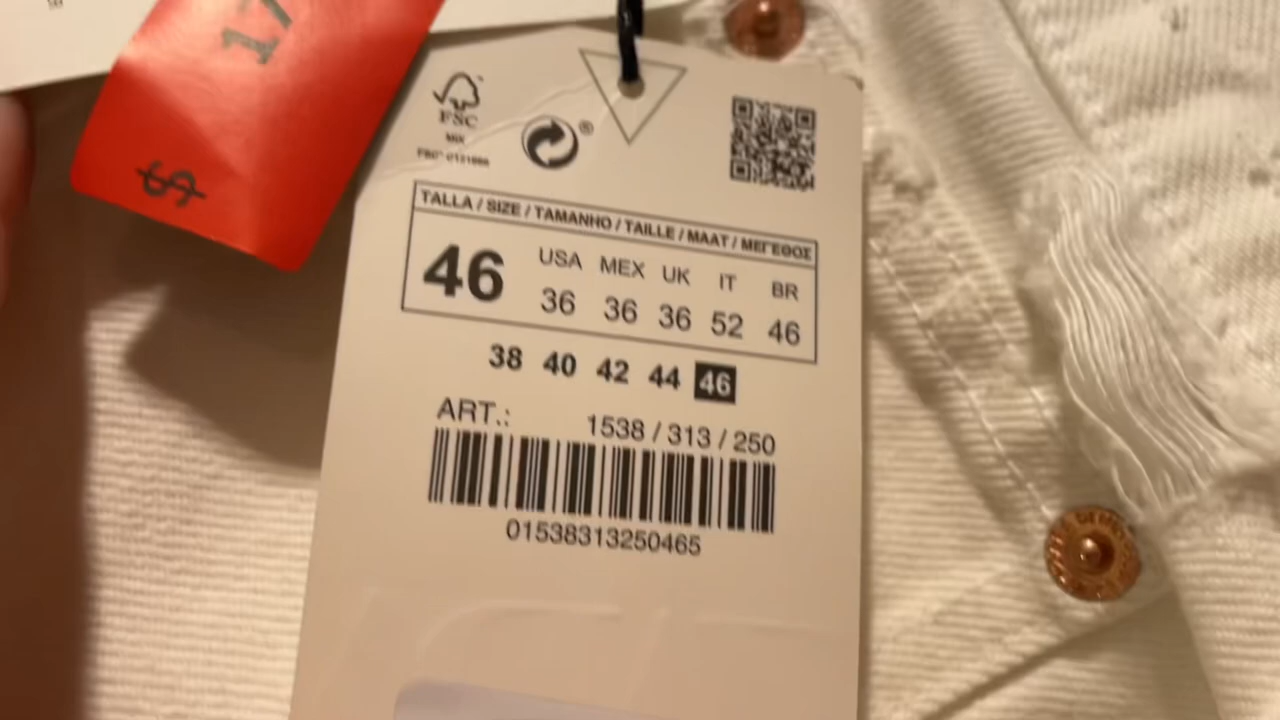 17
$
FSC
MIX
®
TALLA / SIZE / TAMANHO / TAILLE / MAAT / ΜΕΓΕΘΟΣ
46 USA MEX UK IT BR
36 36 36 52 46
38 40 42 44 46
ART.: 1538 / 313 / 250
01538313250465